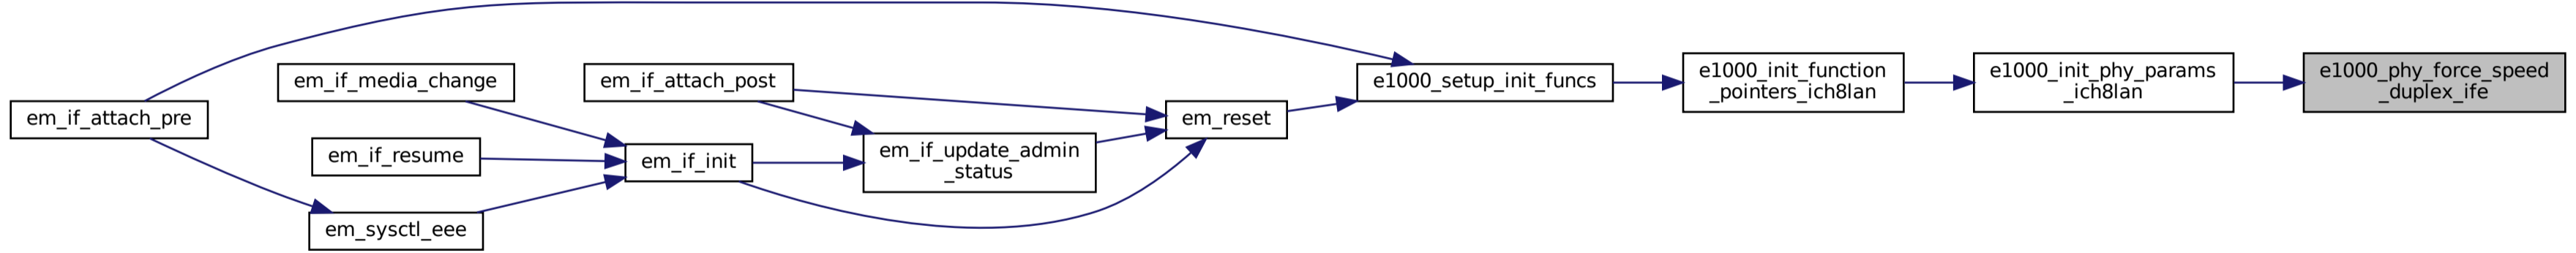 em_if_attach_pre
em_if_media_change
em_if_resume
em_sysctl_eee
em_if_attach_post
em_if_init
em_if_update_admin
_status
em_reset
e1000_setup_init_funcs
e1000_init_function
_pointers_ich8lan
e1000_init_phy_params
_ich8lan
e1000_phy_force_speed
_duplex_ife